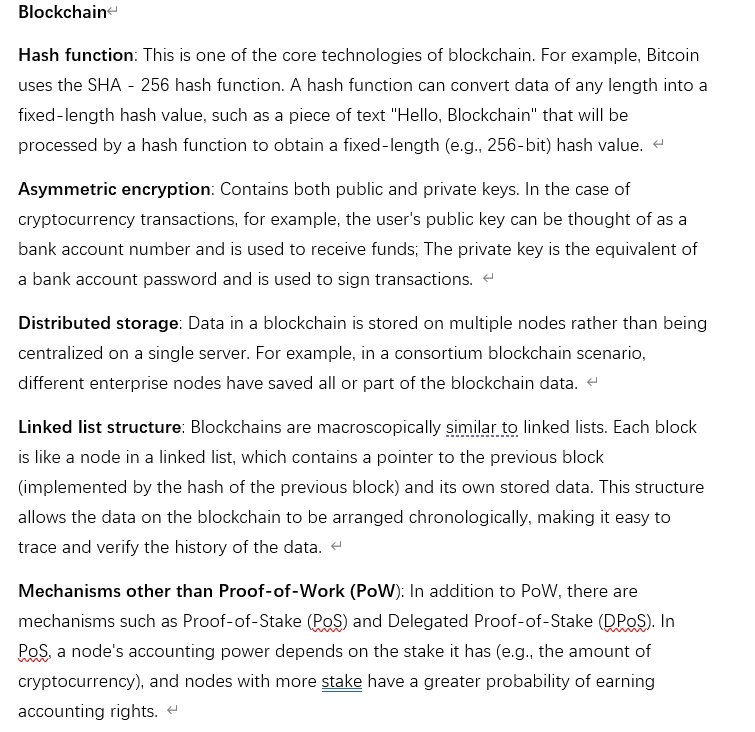 Blockchain
Hash function: This is one of the core technologies of blockchain. For example, Bitcoin
uses the SHA - 256 hash function. A hash function can convert data of any length into a
fixed-length hash value, such as a piece of text "Hello, Blockchain" that will be
processed by a hash function to obtain a fixed-length (e.g., 256-bit) hash value.
Asymmetric encryption: Contains both public and private keys. In the case of
cryptocurrency transactions, for example, the user's public key can be thought of as a
bank account number and is used to receive funds; The private key is the equivalent of
a bank account password and is used to sign transactions.
Distributed storage: Data in a blockchain is stored on multiple nodes rather than being
centralized on a single server. For example, in a consortium blockchain scenario,
different enterprise nodes have saved all or part of the blockchain data.
Linked list structure: Blockchains are macroscopically similar to linked lists. Each block
is like a node in a linked list, which contains a pointer to the previous block
(implemented by the hash of the previous block) and its own stored data. This structure
allows the data on the blockchain to be arranged chronologically, making it easy to
trace and verify the history of the data.
Mechanisms other than Proof-of-Work (PoW): In addition to PoW, there are
mechanisms such as Proof-of-Stake (PoS) and Delegated Proof-of-Stake (DPoS). In
PoS, a node's accounting power depends on the stake it has (e.g., the amount of
cryptocurrency), and nodes with more stake have a greater probability of earning
accounting rights.